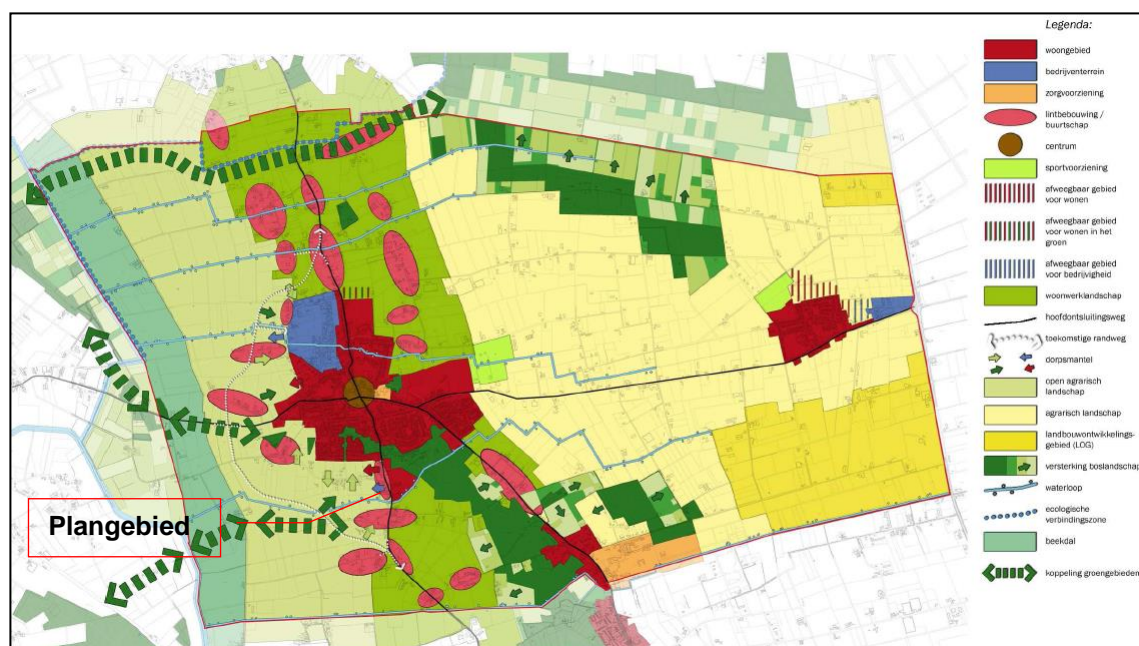 Legenda:
woongebied
bedrijventerrein
zorgvoorziening
lintbebouwing /
buurtschap
centrum
sportvoorziening
afweegbaar gebied
voor wonen
afweegbaar gebied
voor wonen in het
groen
afweegbaar gebied
voor bedrijvigheid
woonwerklandschap
hoofdontsluitingsweg
toekomstige randweg
dorpsmantel
open agrarisch
landschap
agrarisch landschap
landbouwontwikkelings-
gebied (LOG)
versterking boslandschap
waterloop
ecologische
verbindingszone
beekdal
koppeling groengebieden
Plangebied